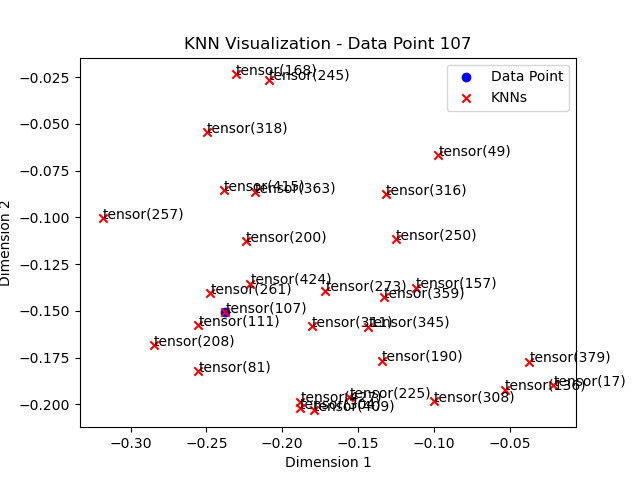 KNN Visualization - Data Point 107
Data Point
KNNs
tensor(168)
tensor(245)
tensor(318)
tensor(49)
tensor(415)
tensor(363)
tensor(316)
tensor(257)
tensor(200)
tensor(250)
tensor(424)
tensor(261)
tensor(273)
tensor(157)
tensor(359)
tensor(107)
tensor(111)
tensor(345)
tensor(208)
tensor(81)
tensor(190)
tensor(379)
tensor(17)
tensor(136)
tensor(225)
tensor(308)
tensor(304)
tensor(409)
−0.025
−0.050
−0.075
−0.100
−0.125
−0.150
−0.175
−0.200
Dimension 2
−0.30
−0.25
−0.20
−0.15
−0.10
−0.05
Dimension 1